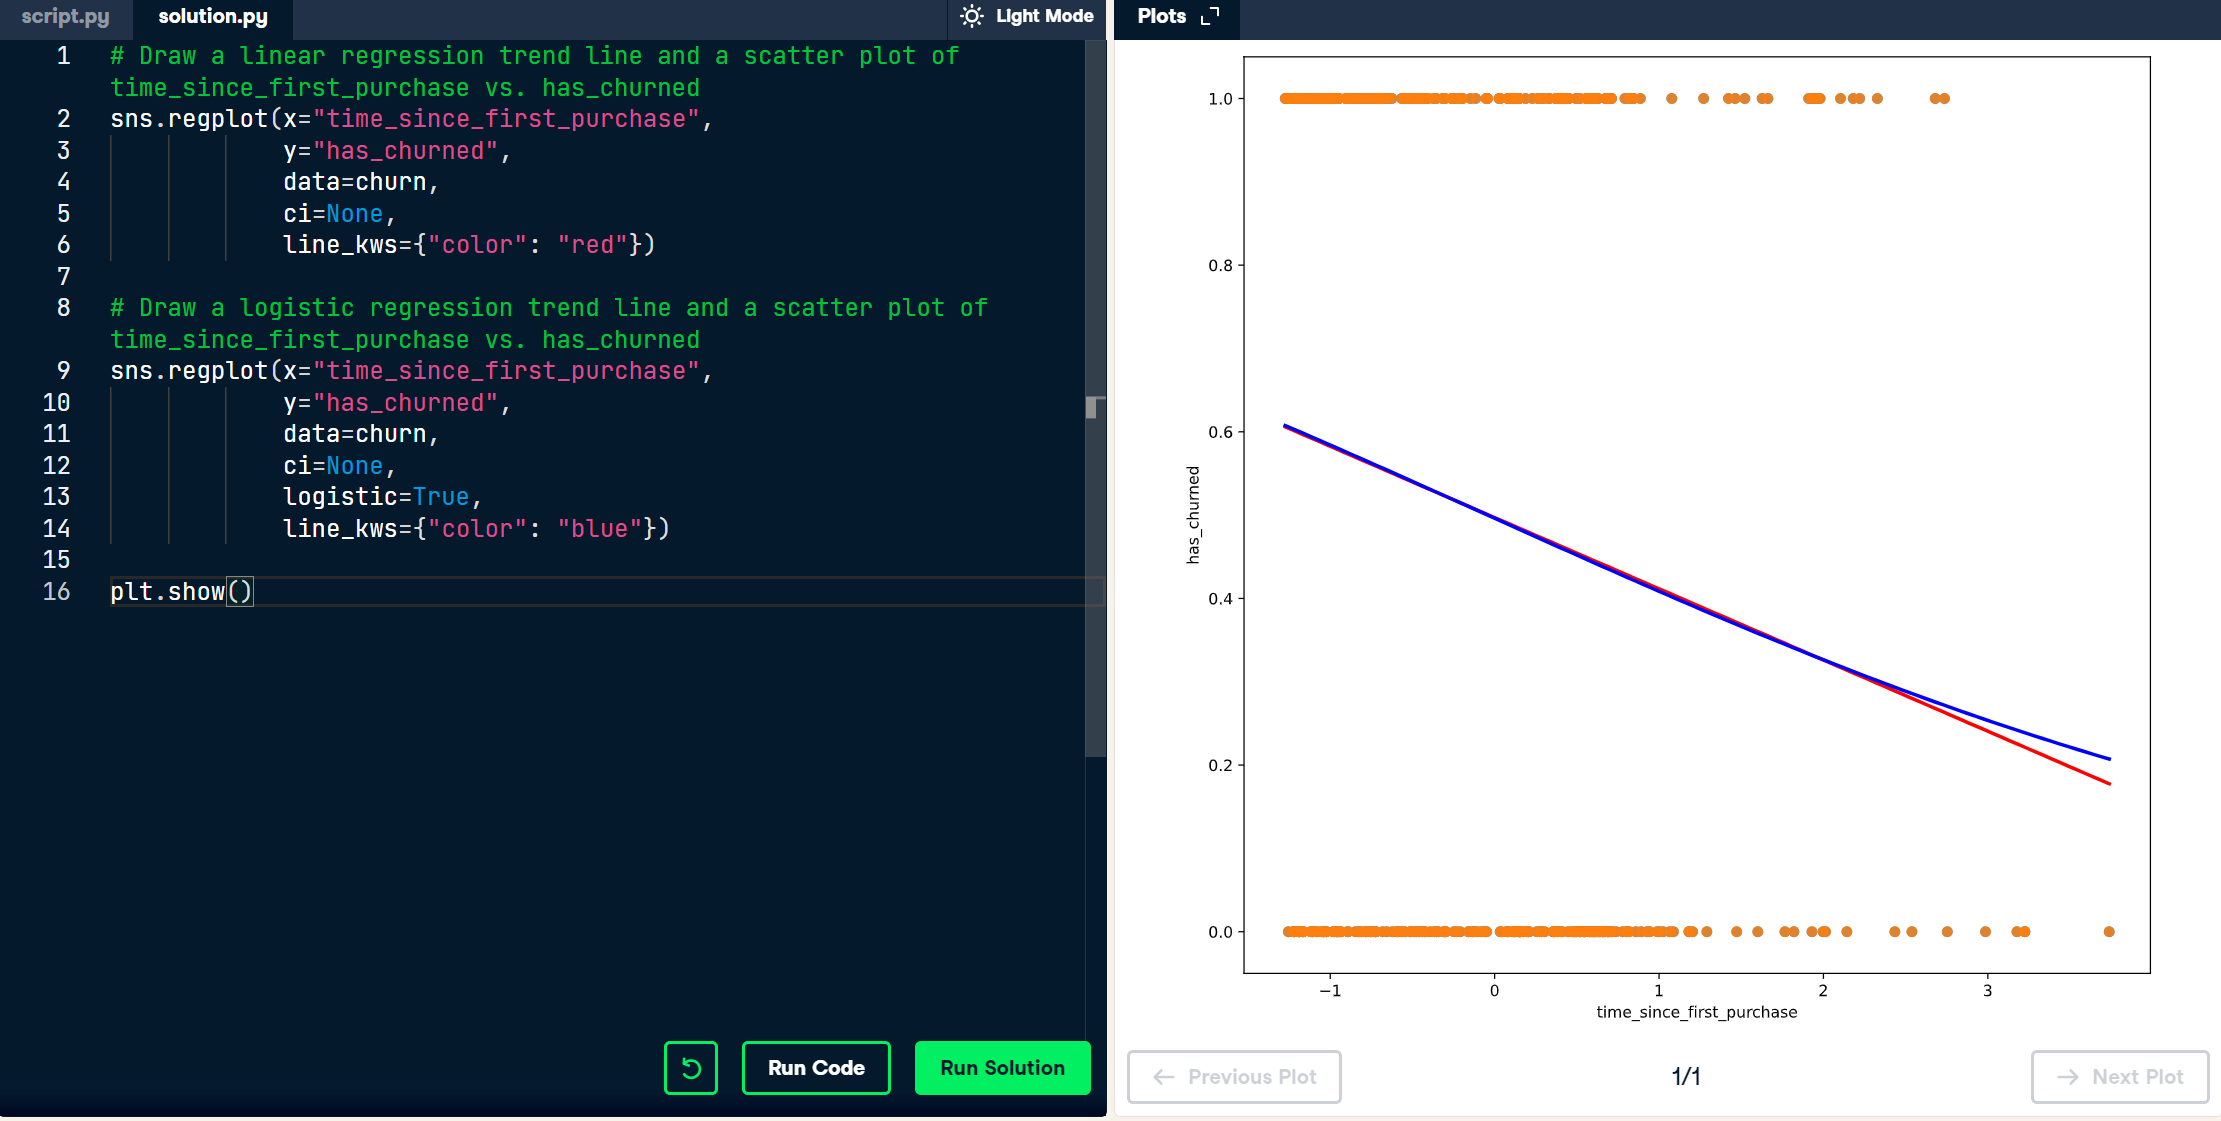 script.py
solution.py
Light Mode
1 # Draw a linear regression trend line and a scatter plot of
time_since_first_purchase vs. has_churned
2 sns.regplot(x="time_since_first_purchase",
3 y="has_churned",
4 data=churn,
5 ci=None,
6 line_kws={"color": "red"})
7
8 # Draw a logistic regression trend line and a scatter plot of
time_since_first_purchase vs. has_churned
9 sns.regplot(x="time_since_first_purchase",
10 y="has_churned",
11 data=churn,
12 ci=None,
13 logistic=True,
14 line_kws={"color": "blue"})
15
16 plt.show()
Run Code
Run Solution
Plots
1.0
0.8
0.6
0.4
0.2
0.0
has_churned
−1 0 1 2 3
time_since_first_purchase
Previous Plot
1/1
Next Plot